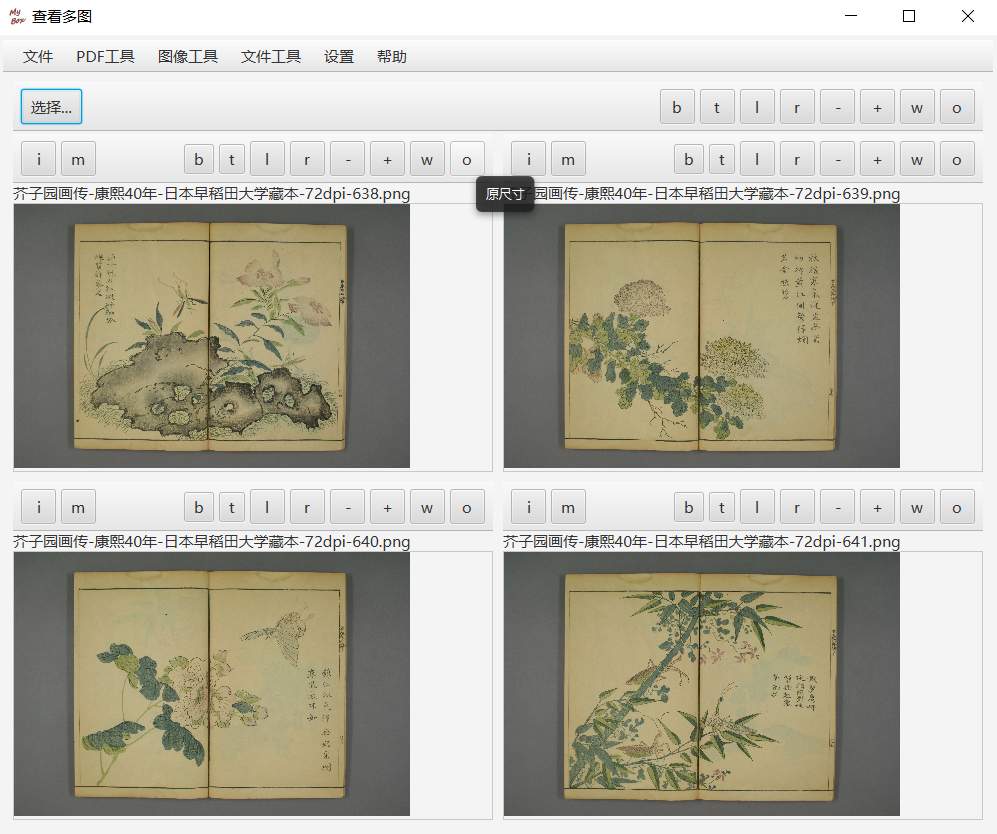 My Box 查看多图
文件 PDF工具 图像工具 文件工具 设置 帮助
选择... b t l r - + w o
i m b t l r - + w o
i m b t l r - + w o
芥子园画传-康熙40年-日本早稻田大学藏本-72dpi-638.png
原尺寸
芥子园画传-康熙40年-日本早稻田大学藏本-72dpi-639.png
i m b t l r - + w o
i m b t l r - + w o
芥子园画传-康熙40年-日本早稻田大学藏本-72dpi-640.png
芥子园画传-康熙40年-日本早稻田大学藏本-72dpi-641.png